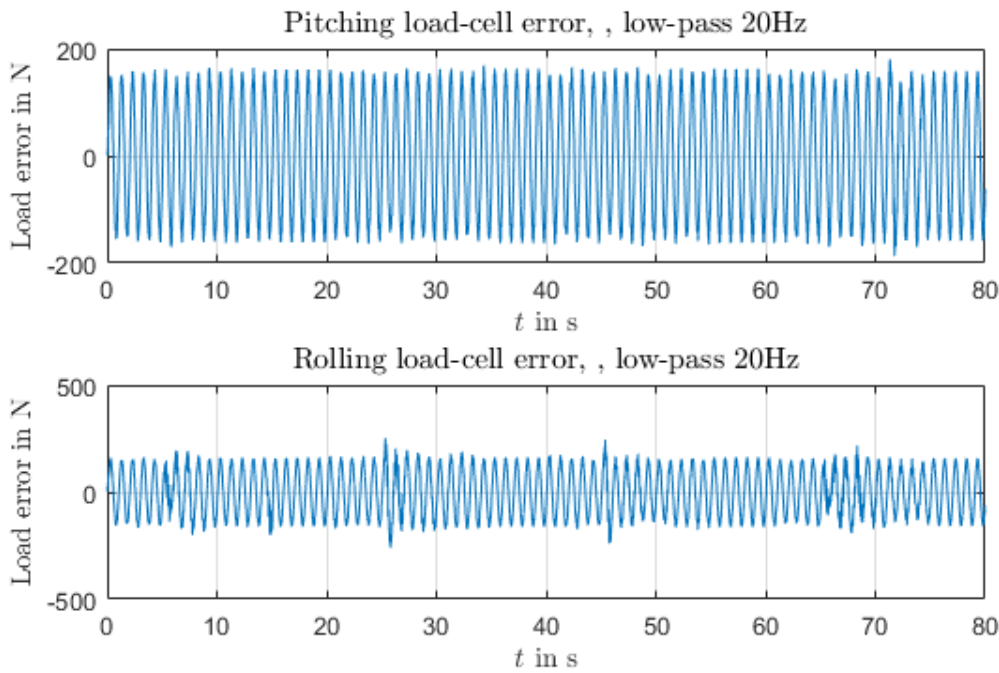 Pitching load-cell error, , low-pass 20Hz
200
0
-200
Load error in N
0 10 20 30 40 50 60 70 80
t in s
Rolling load-cell error, , low-pass 20Hz
500
0
-500
Load error in N
0 10 20 30 40 50 60 70 80
t in s